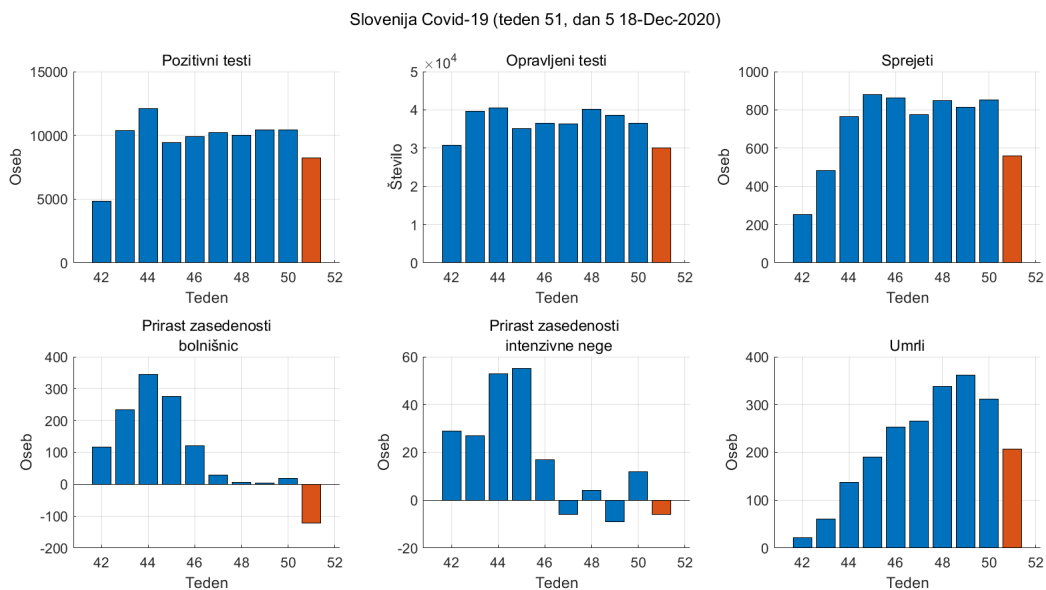 Slovenija Covid-19 (teden 51, dan 5 18-Dec-2020)
Pozitivni testi
15000
10000
5000
0
Oseb
42 44 46 48 50 52
Teden
Opravljeni testi
×10^4
5
4
3
2
1
0
Število
42 44 46 48 50 52
Teden
Sprejeti
1000
800
600
400
200
0
Oseb
42 44 46 48 50 52
Teden
Prirast zasedenosti
bolnišnic
400
300
200
100
0
-100
-200
Oseb
42 44 46 48 50 52
Teden
Prirast zasedenosti
intenzivne nege
60
40
20
0
-20
Oseb
42 44 46 48 50 52
Teden
Umrli
400
300
200
100
0
Oseb
42 44 46 48 50 52
Teden